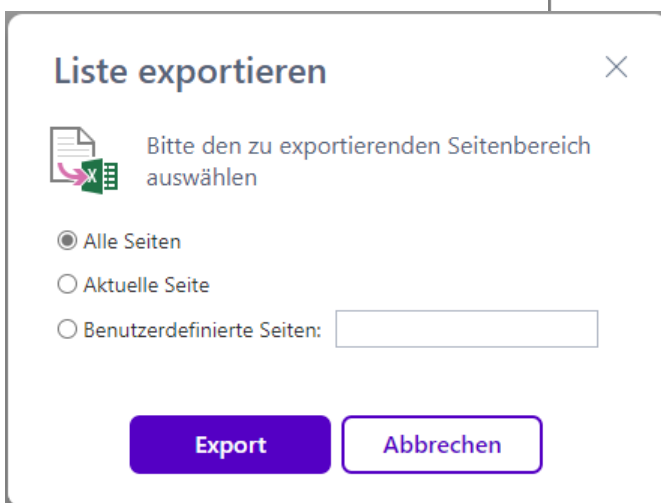 Liste exportieren
Bitte den zu exportierenden Seitenbereich
auswählen
Alle Seiten
Aktuelle Seite
Benutzerdefinierte Seiten:
Export
Abbrechen